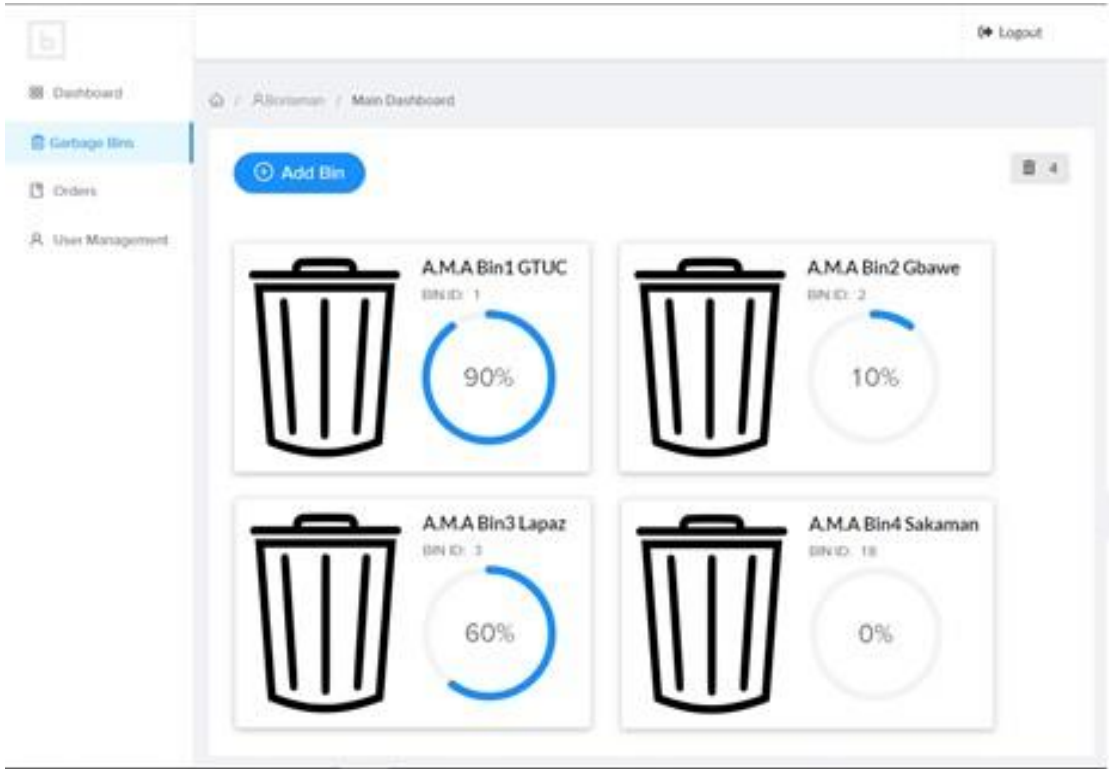 Logout
Dashboard
/ / Main Dashboard
Garbage Bins
Add Bin
4
Orders
User Management
A.M.A Bin1 GTUC
BIN ID: 1
90%
A.M.A Bin2 Gbawe
BIN ID: 2
10%
A.M.A Bin3 Lapaz
BIN ID: 3
60%
A.M.A Bin4 Sakaman
BIN ID: 18
0%